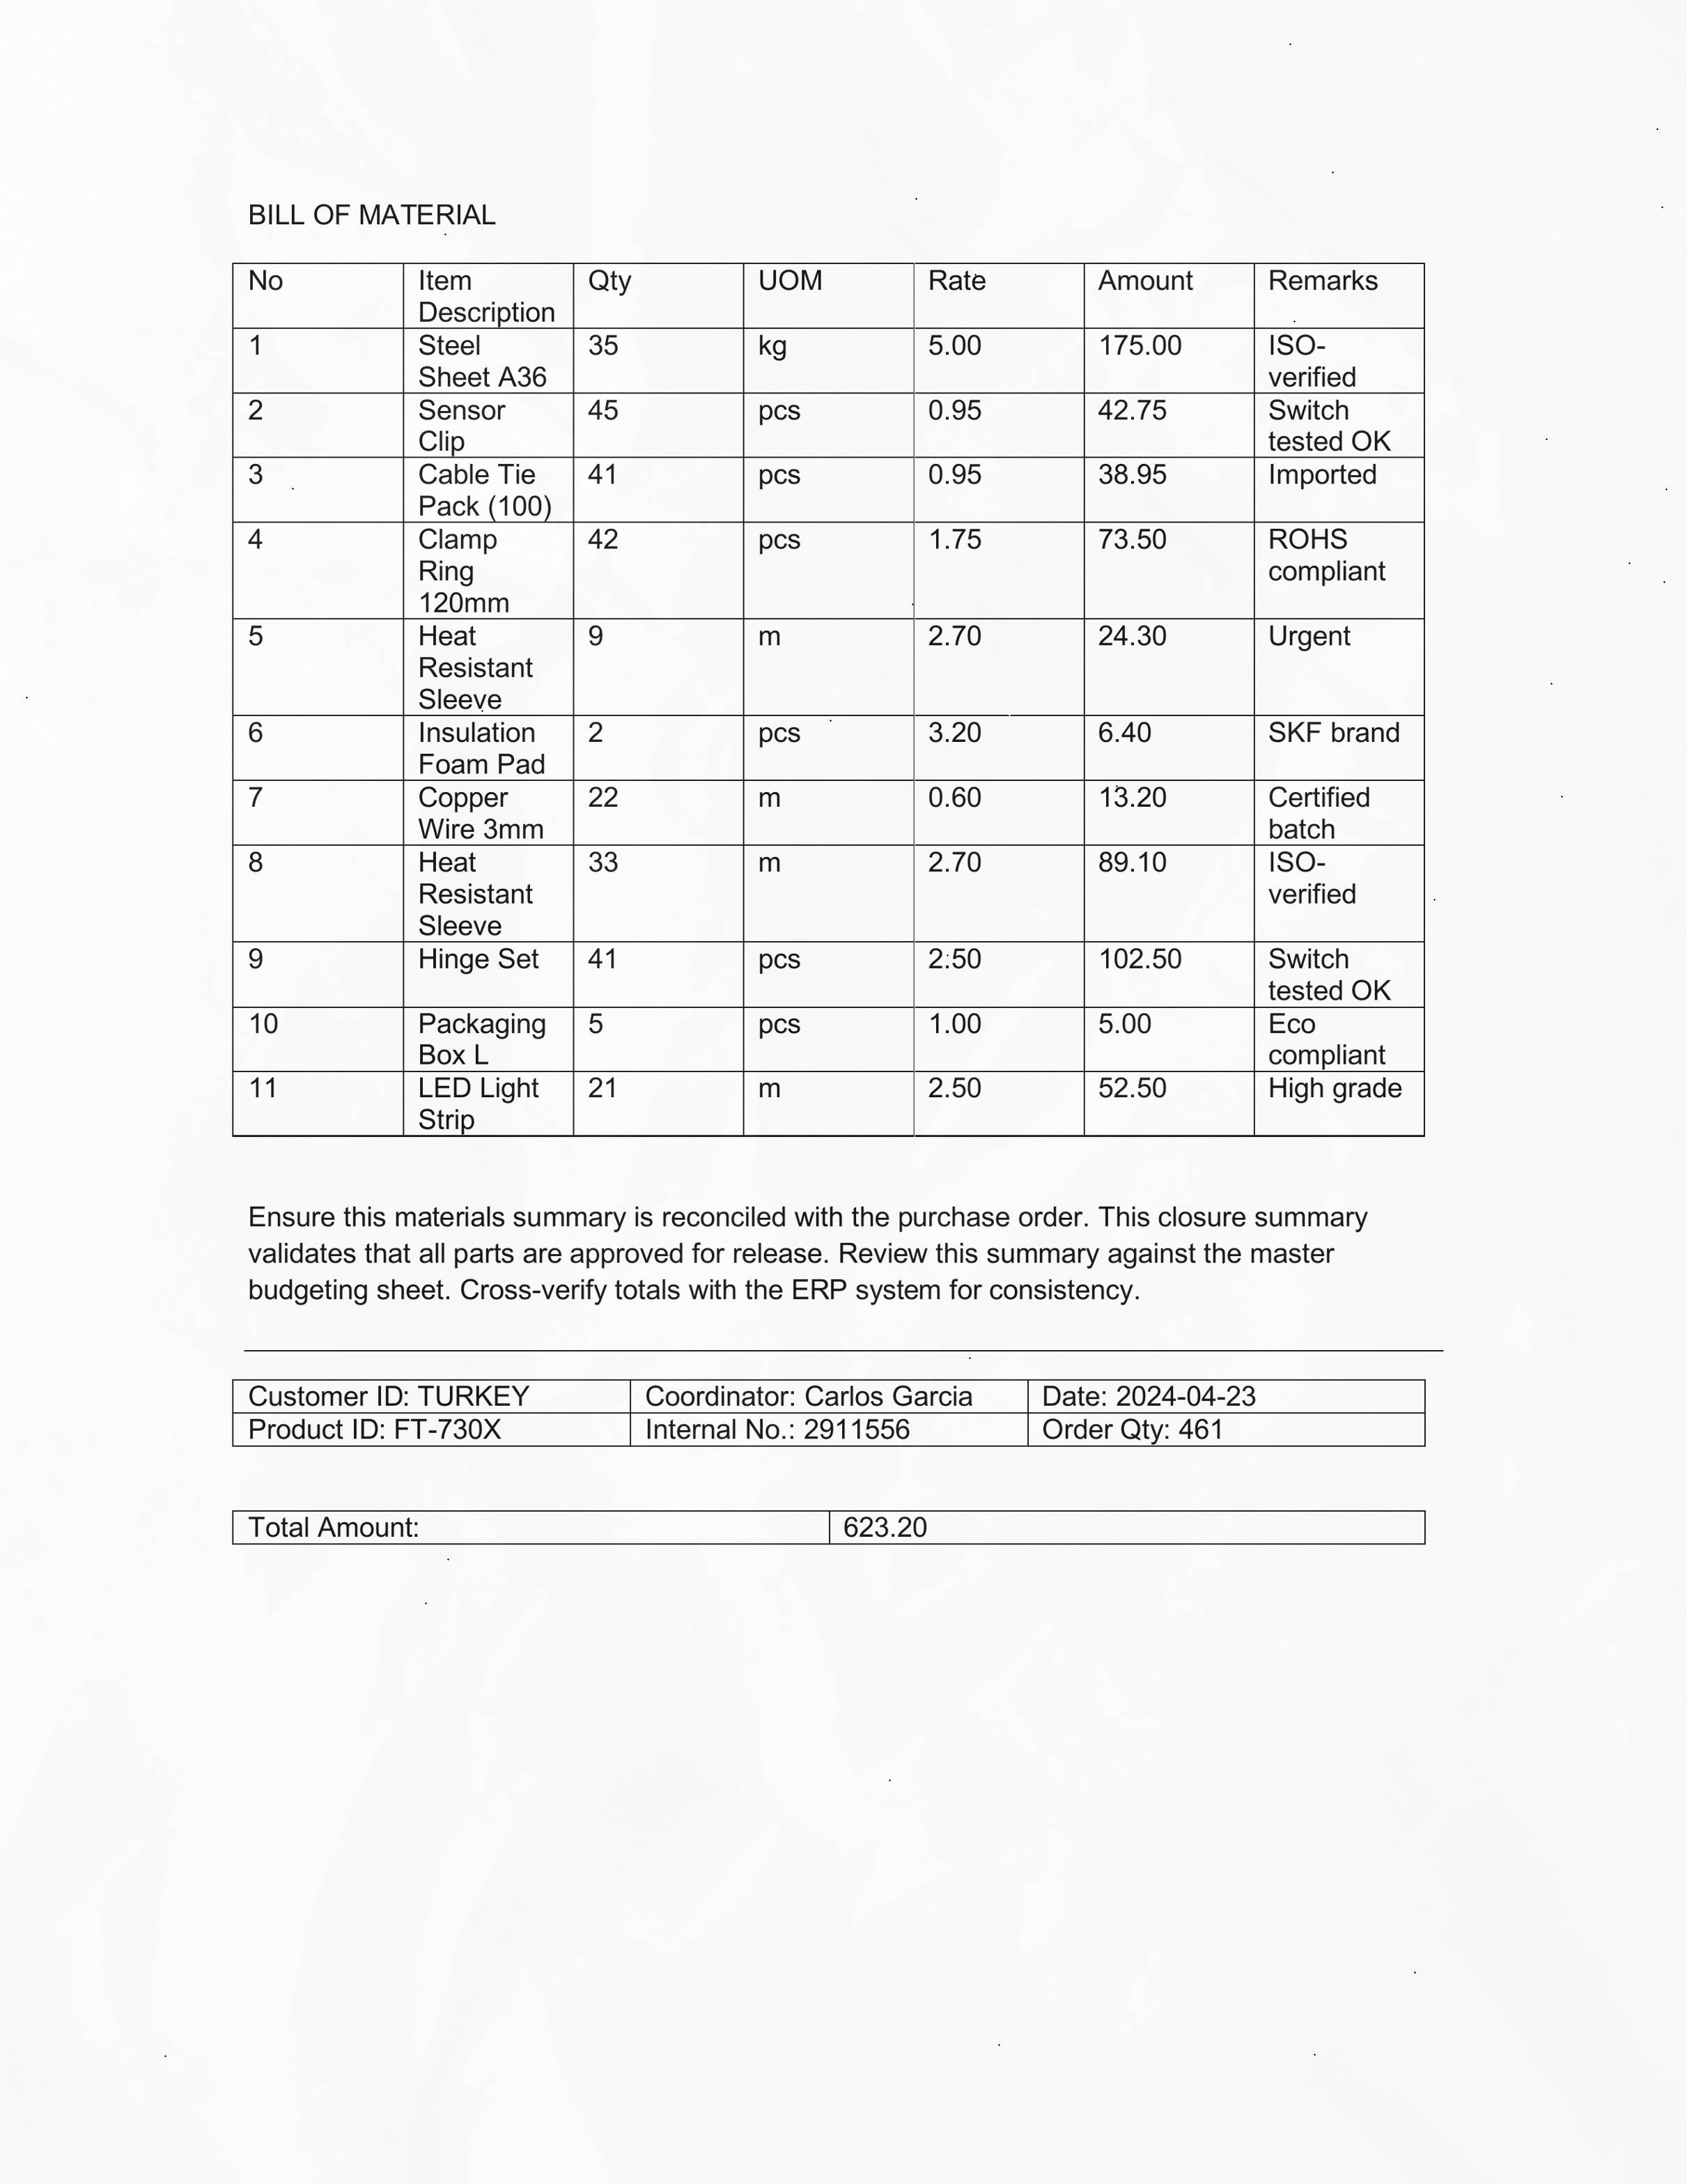 BILL OF MATERIAL
No Item Description Qty UOM Rate Amount Remarks
1 Steel Sheet A36 35 kg 5.00 175.00 ISO-verified
2 Sensor Clip 45 pcs 0.95 42.75 Switch tested OK
3 Cable Tie Pack (100) 41 pcs 0.95 38.95 Imported
4 Clamp Ring 120mm 42 pcs 1.75 73.50 ROHS compliant
5 Heat Resistant Sleeve 9 m 2.70 24.30 Urgent
6 Insulation Foam Pad 2 pcs 3.20 6.40 SKF brand
7 Copper Wire 3mm 22 m 0.60 13.20 Certified batch
8 Heat Resistant Sleeve 33 m 2.70 89.10 ISO-verified
9 Hinge Set 41 pcs 2.50 102.50 Switch tested OK
10 Packaging Box L 5 pcs 1.00 5.00 Eco compliant
11 LED Light Strip 21 m 2.50 52.50 High grade
Ensure this materials summary is reconciled with the purchase order. This closure summary
validates that all parts are approved for release. Review this summary against the master
budgeting sheet. Cross-verify totals with the ERP system for consistency.
Customer ID: TURKEY Coordinator: Carlos Garcia Date: 2024-04-23
Product ID: FT-730X Internal No.: 2911556 Order Qty: 461
Total Amount: 623.20